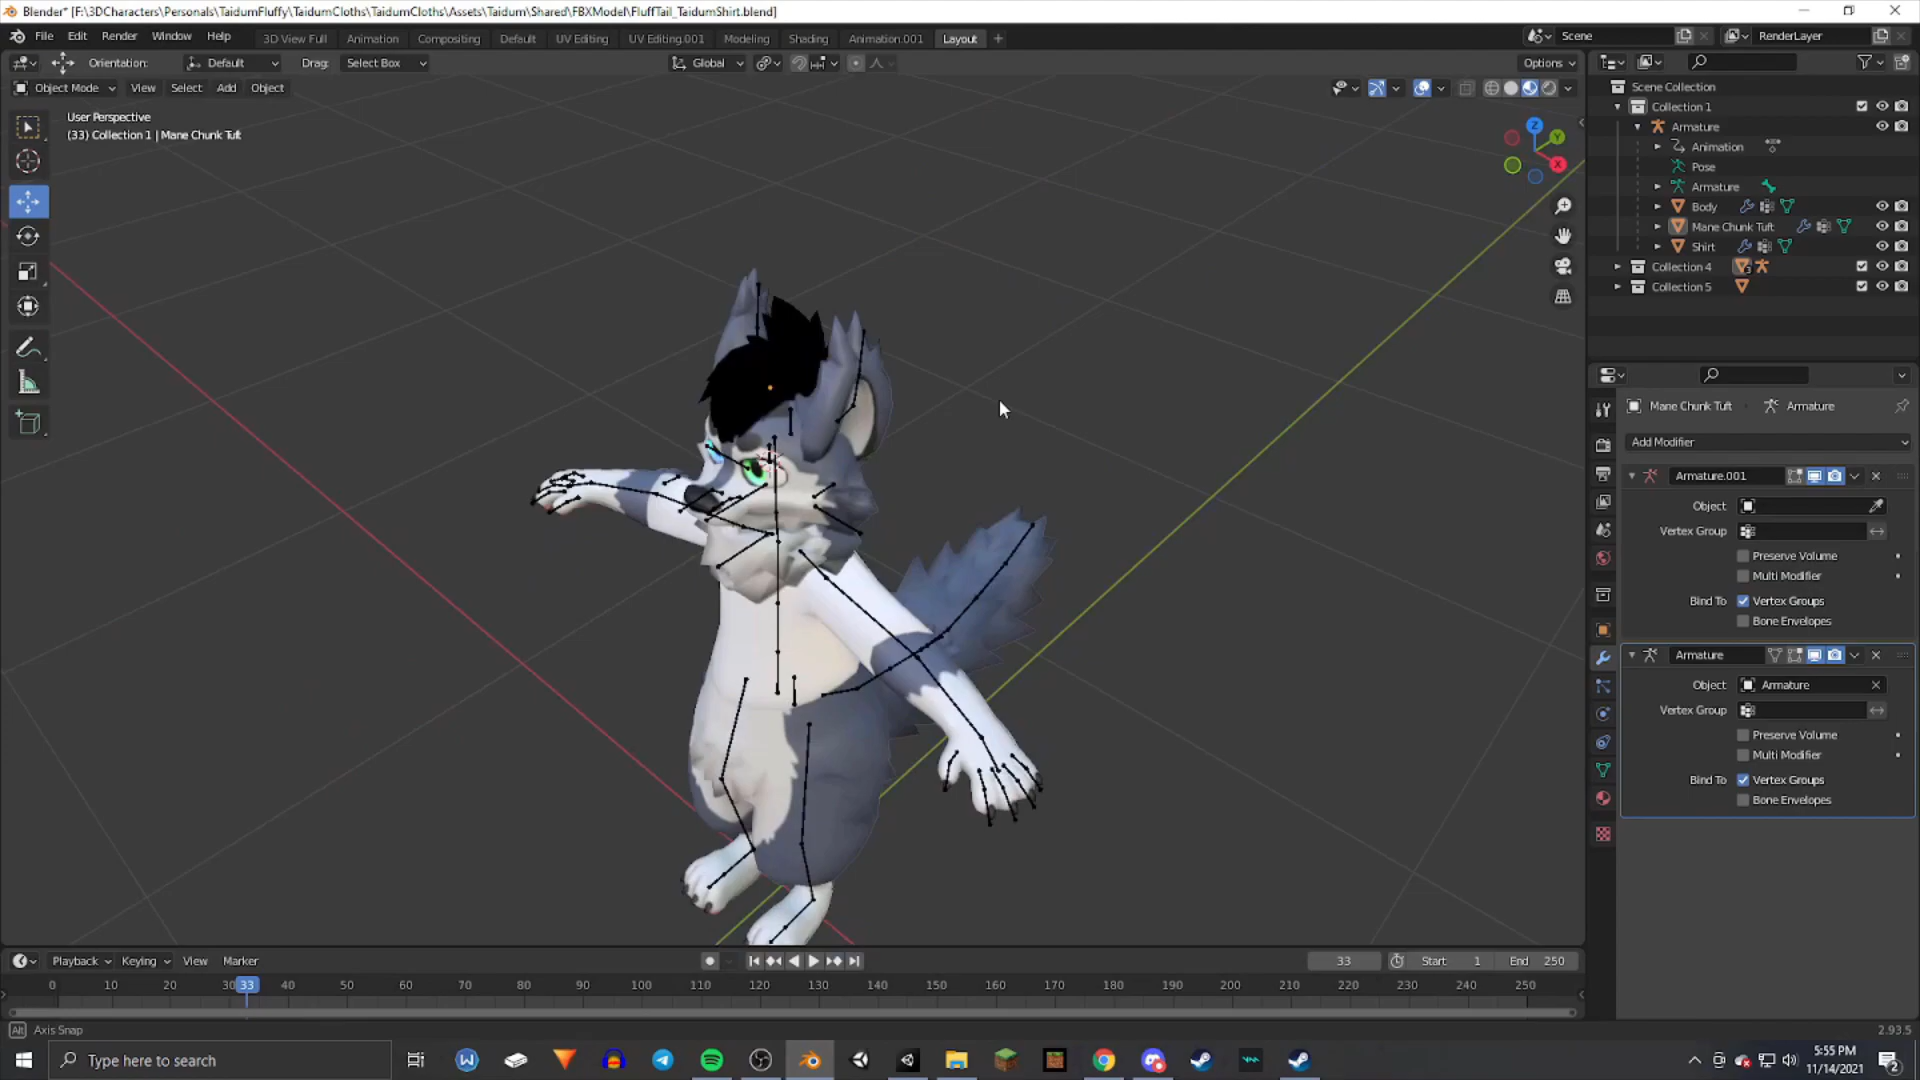 Blender* [F:\3DCharacters\Personals\TaidumFluffy\TaidumCloths\TaidumCloths\Assets\Taidum\Shared\FBXModel\FluffTail_TaidumShirt.blend]
File Edit Render Window Help 3D View Full Animation Compositing Default UV Editing UV Editing.001 Modeling Shading Animation.001 Layout + Scene RenderLayer
Orientation: Default Drag: Select Box Global Options
Object Mode View Select Add Object
User Perspective
(33) Collection 1 | Mane Chunk Tuft
Z
Y
X
Scene Collection
Collection 1
Armature
Animation
Pose
Armature
Body
Mane Chunk Tuft
Shirt
Collection 4 3
Collection 5
Mane Chunk Tuft Armature
Add Modifier
Armature.001
Object
Vertex Group
Preserve Volume
Multi Modifier
Bind To Vertex Groups
Bone Envelopes
Armature
Object Armature
Vertex Group
Preserve Volume
Multi Modifier
Bind To Vertex Groups
Bone Envelopes
Playback Keying View Marker 33 Start 1 End 250
0 10 20 30 33 40 50 60 70 80 90 100 110 120 130 140 150 160 170 180 190 200 210 220 230 240 250
Alt Axis Snap 2.93.5
Type here to search
5:55 PM
11/14/2021
2